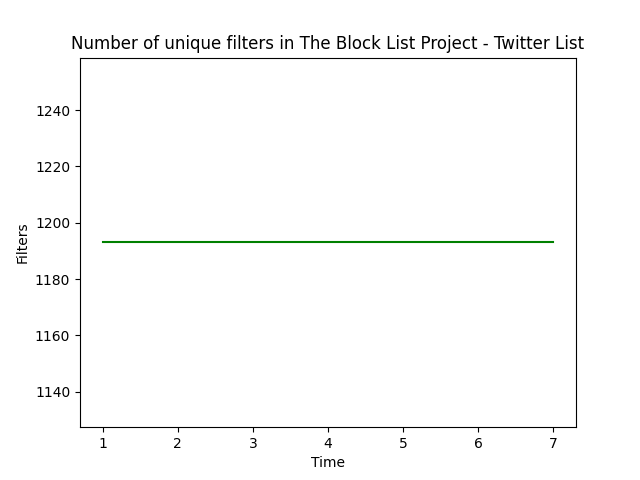 Number of unique filters in The Block List Project - Twitter List
1240
1220
1200
1180
1160
1140
Filters
1 2 3 4 5 6 7
Time